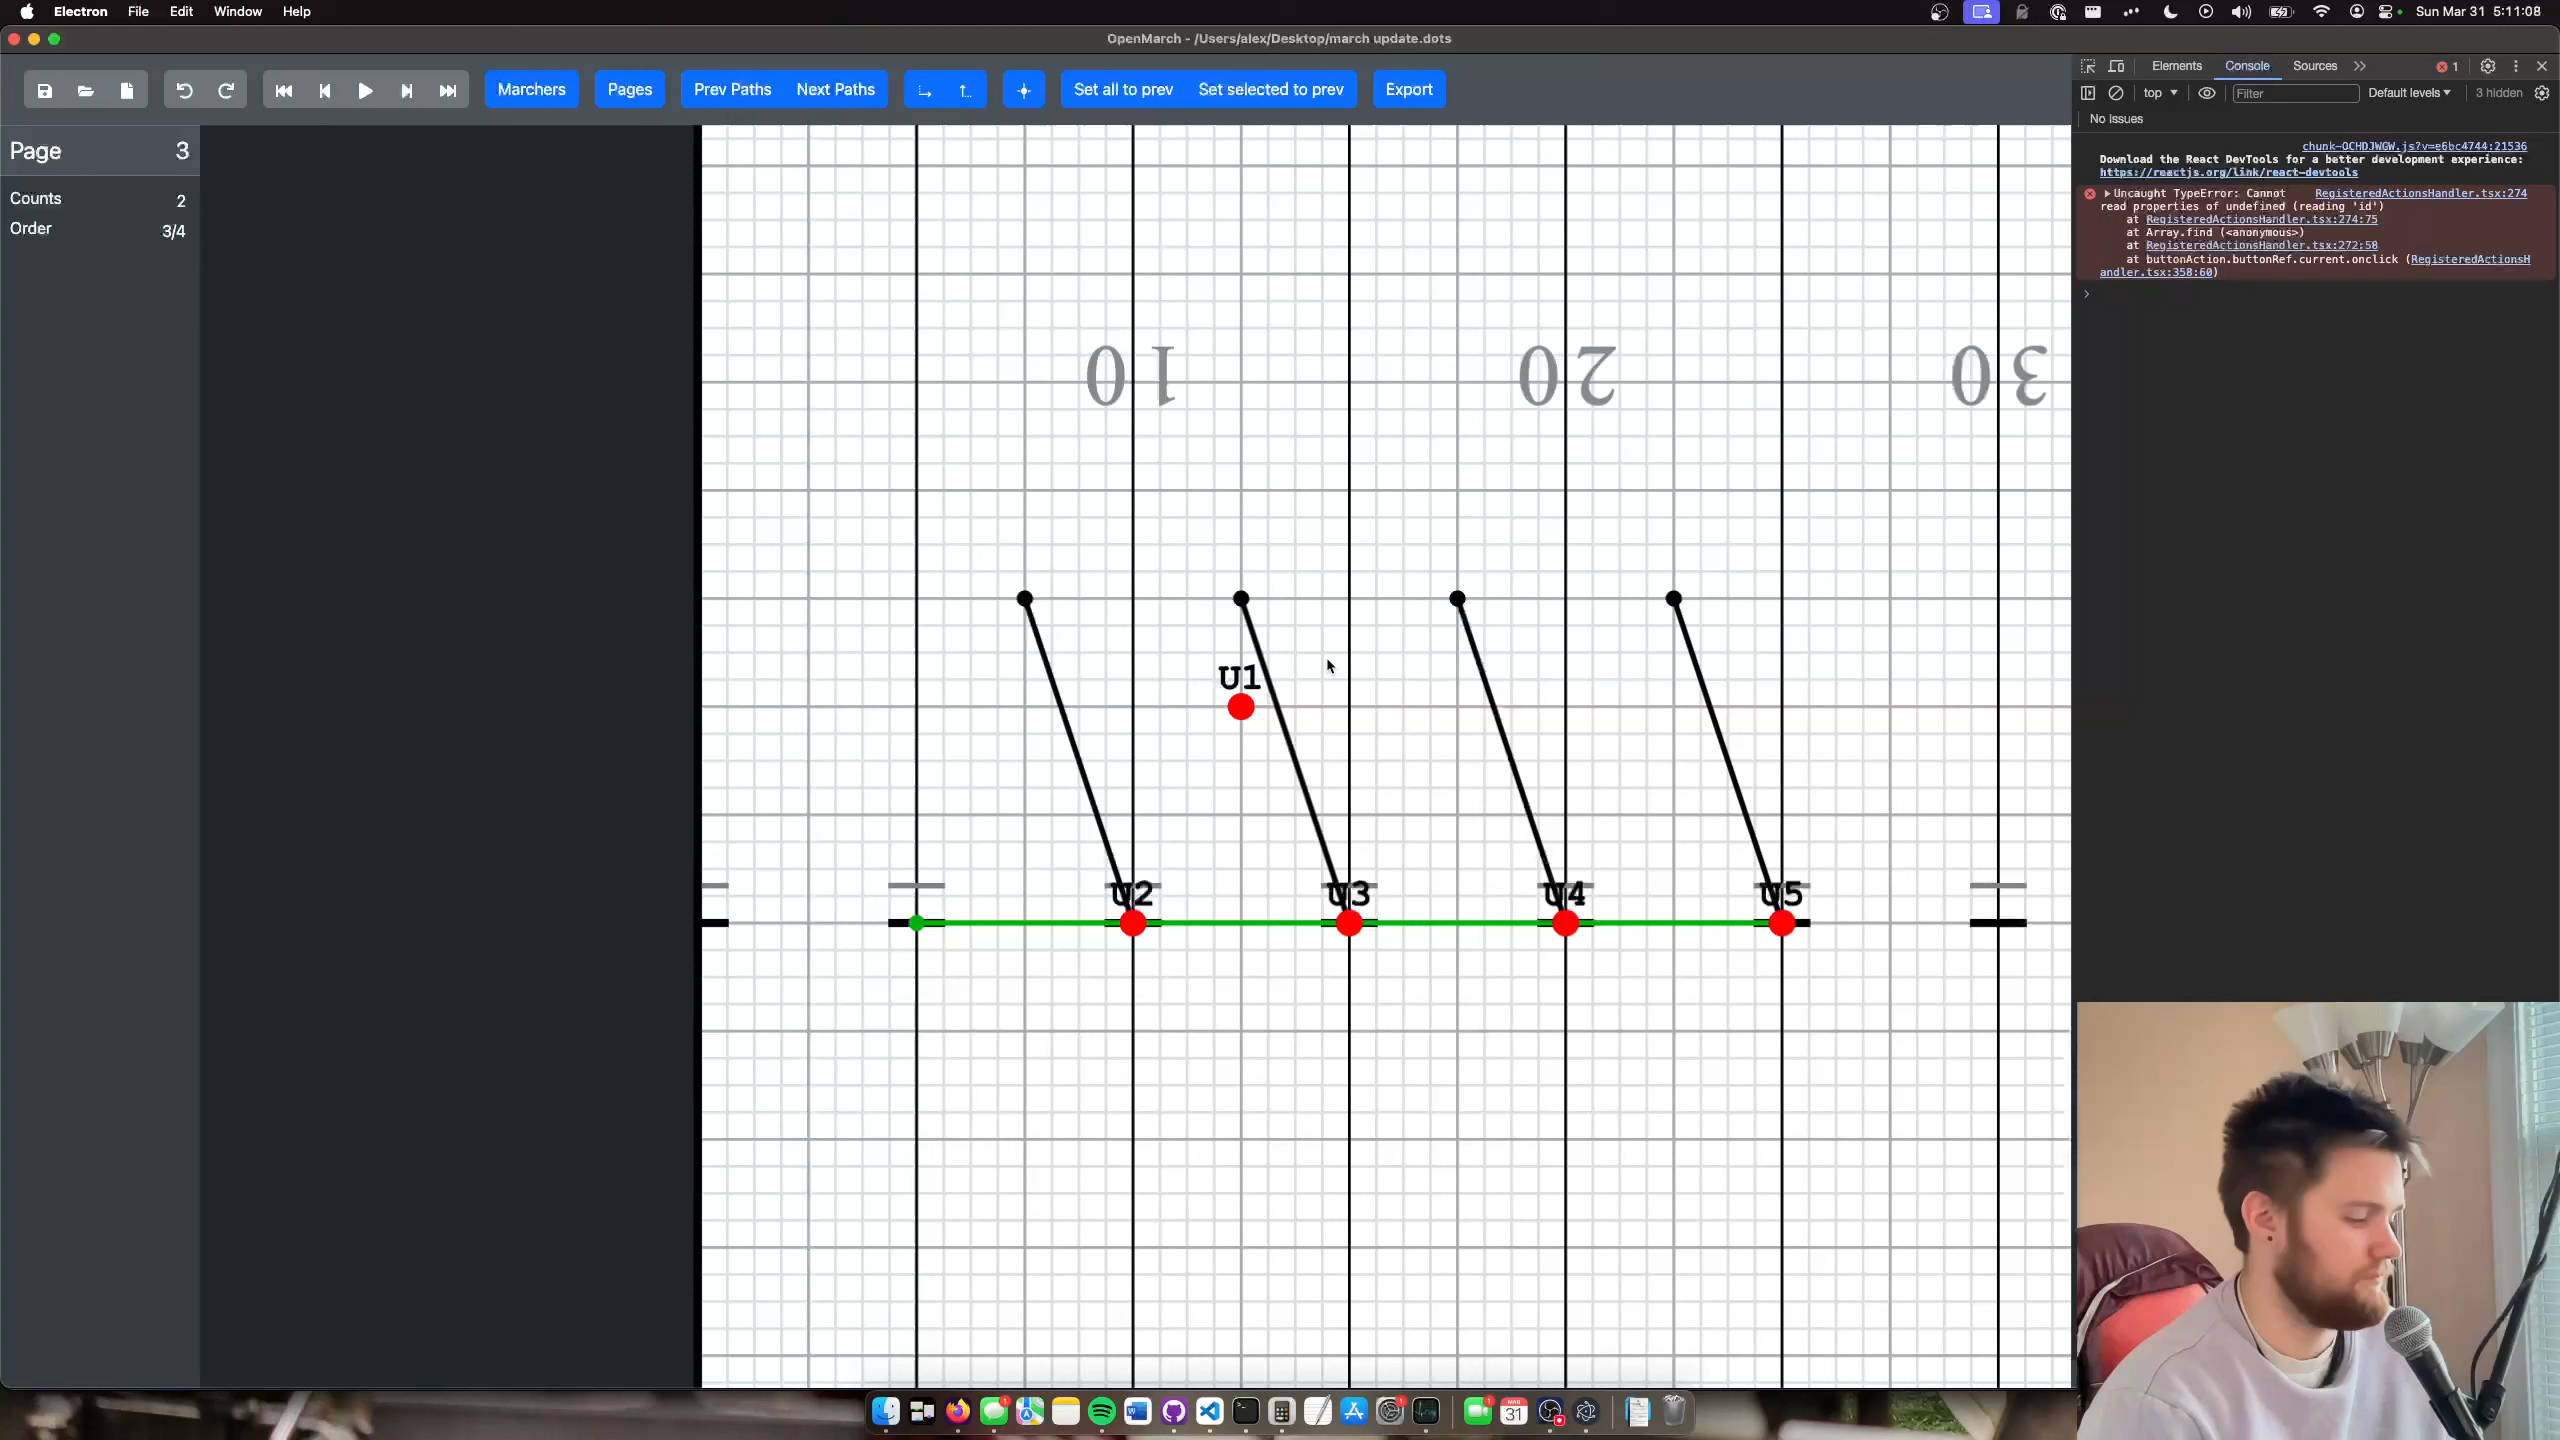 Electron File Edit Window Help
Sun Mar 31 5:11:08
OpenMarch - /Users/alex/Desktop/march update.dots
Marchers Pages Prev Paths Next Paths Set all to prev Set selected to prev Export
Page 3
Counts 2
Order 3/4
10 20 30
U1
U2 U3 U4 U5
Elements Console Sources 1
top Filter Default levels 3 hidden
No Issues
chunk-OCHDJWGW.js?v=e6bc4744:21536
Download the React DevTools for a better development experience:
https://reactjs.org/link/react-devtools
Uncaught TypeError: Cannot RegisteredActionsHandler.tsx:274
read properties of undefined (reading 'id')
at RegisteredActionsHandler.tsx:274:75
at Array.find (<anonymous>)
at RegisteredActionsHandler.tsx:272:58
at buttonAction.buttonRef.current.onclick (RegisteredActionsH
andler.tsx:358:60)